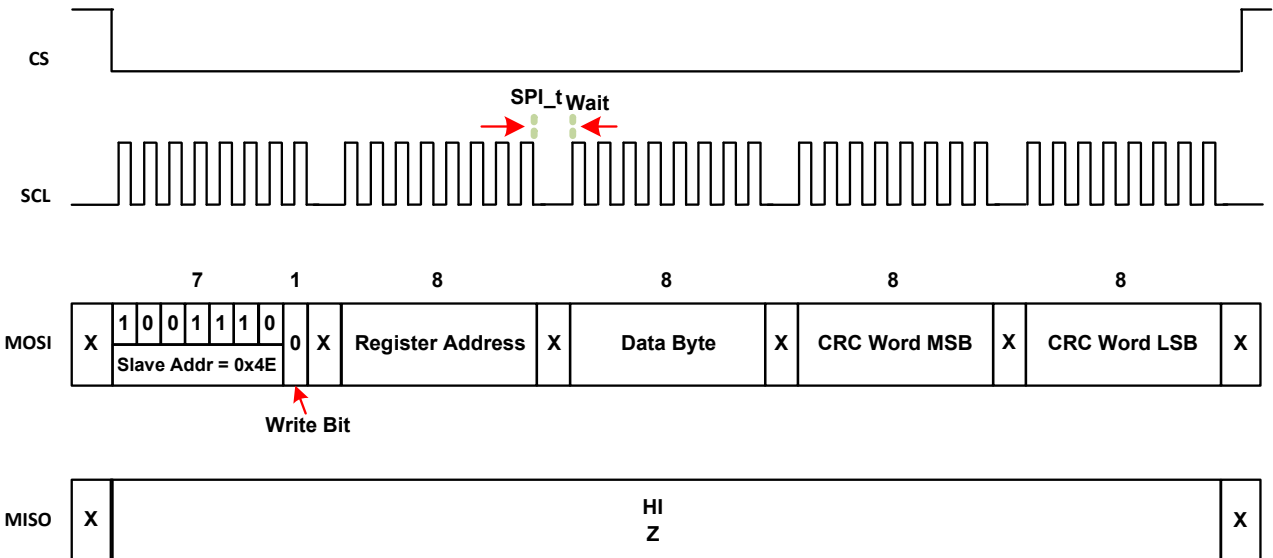 CS
SPI_t Wait
SCL
7 1 8 8 8 8
MOSI X 1 0 0 1 1 1 0 0 X Register Address X Data Byte X CRC Word MSB X CRC Word LSB X
Slave Addr = 0x4E
Write Bit
MISO X HI X
Z